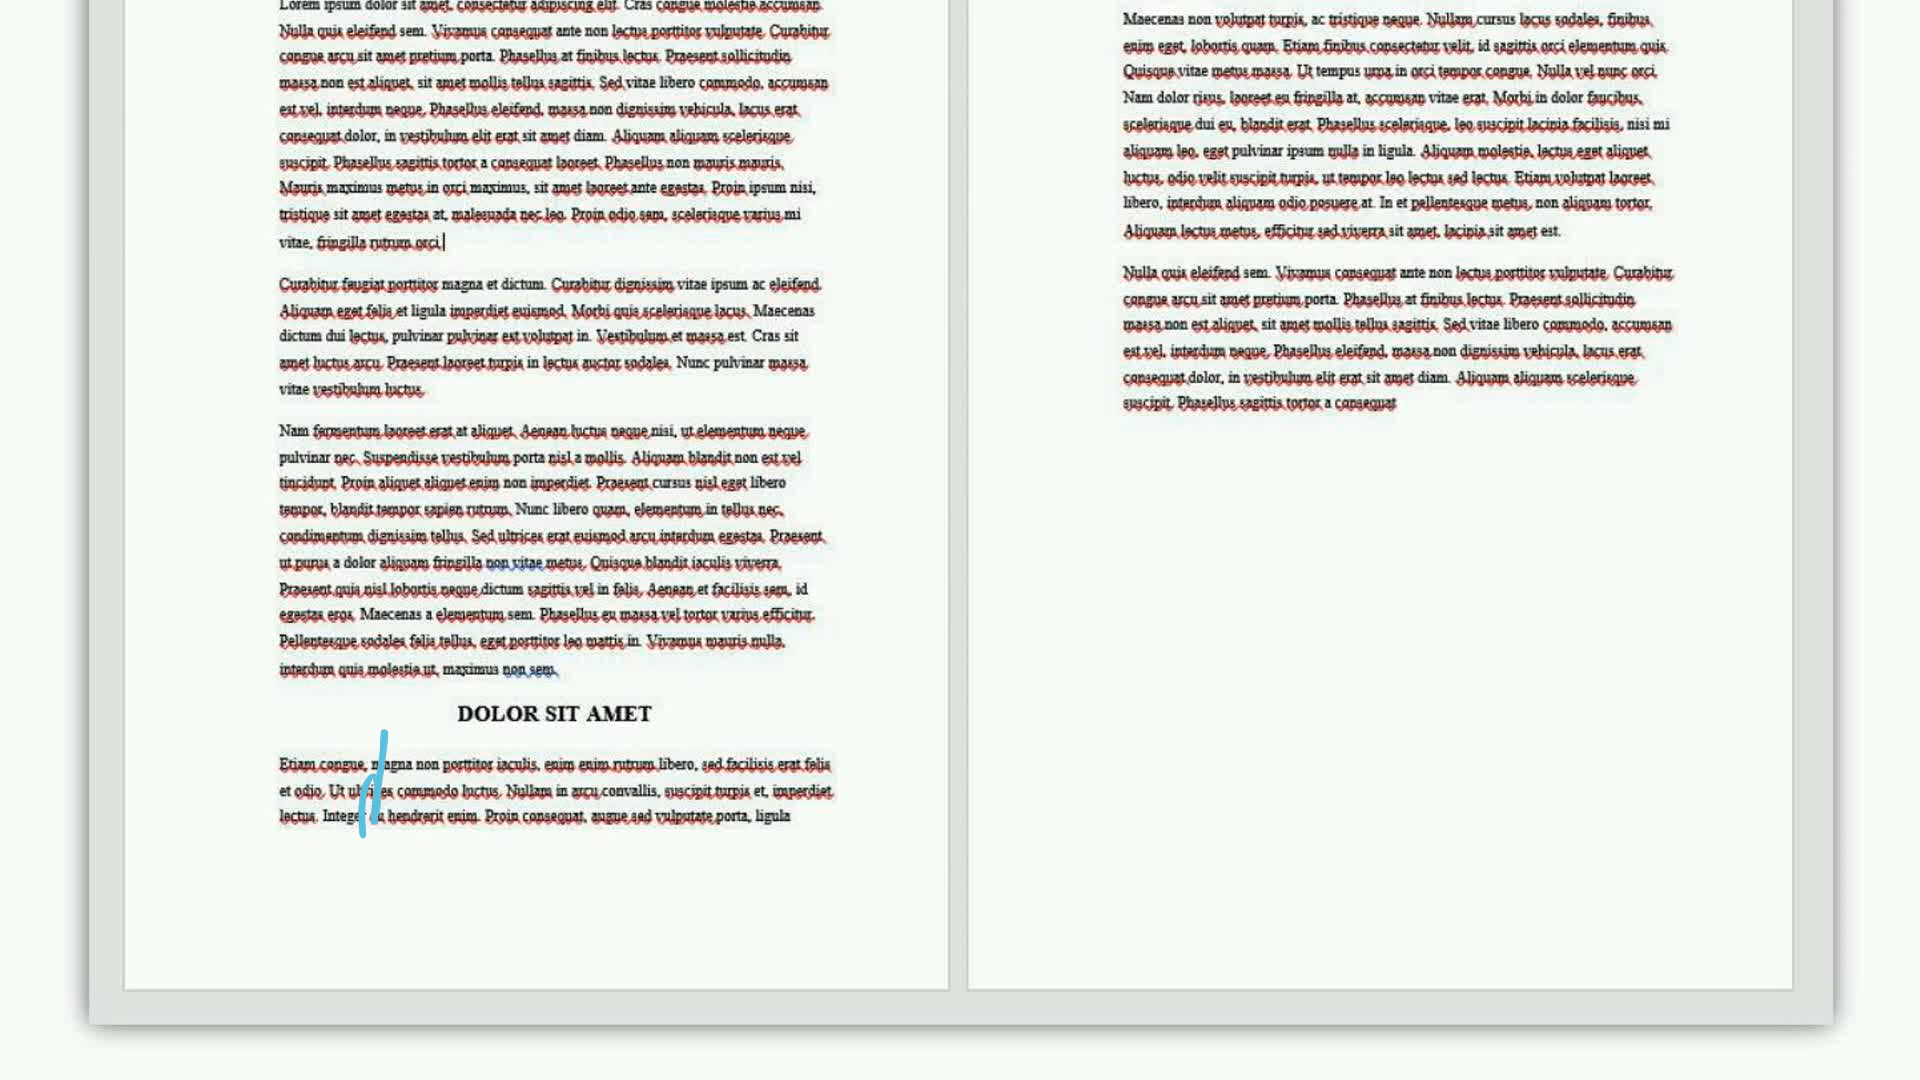 Lorem ipsum dolor sit amet, consectetur adipiscing elit. Cras congue molestie accumsan.
Nulla quis eleifend sem. Vivamus consequat ante non lectus porttitor vulputate. Curabitur
congue arcu sit amet pretium porta. Phasellus at finibus lectus. Praesent sollicitudin
massa non est aliquet, sit amet mollis tellus sagittis. Sed vitae libero commodo, accumsan
est vel, interdum neque. Phasellus eleifend, massa non dignissim vehicula, lacus erat
consequat dolor, in vestibulum elit erat sit amet diam. Aliquam aliquam scelerisque
suscipit. Phasellus sagittis tortor a consequat laoreet. Phasellus non mauris mauris.
Mauris maximus metus in orci maximus, sit amet laoreet ante egestas. Proin ipsum nisi,
tristique sit amet egestas at, malesuada nec leo. Proin odio sem, scelerisque varius mi
vitae, fringilla rutrum orci.
Curabitur feugiat porttitor magna et dictum. Curabitur dignissim vitae ipsum ac eleifend.
Aliquam eget felis et ligula imperdiet euismod. Morbi quis scelerisque lacus. Maecenas
dictum dui lectus, pulvinar pulvinar est volutpat in. Vestibulum et massa est. Cras sit
amet luctus arcu. Praesent laoreet turpis in lectus auctor sodales. Nunc pulvinar massa
vitae vestibulum luctus.
Nam fermentum laoreet erat at aliquet. Aenean luctus neque nisi, ut elementum neque
pulvinar nec. Suspendisse vestibulum porta nisl a mollis. Aliquam blandit non est vel
tincidunt. Proin aliquet aliquet enim non imperdiet. Praesent cursus nisl eget libero
tempor, blandit tempor sapien rutrum. Nunc libero quam, elementum in tellus nec,
condimentum dignissim tellus. Sed ultrices erat euismod arcu interdum egestas. Praesent
ut purus a dolor aliquam fringilla non vitae metus. Quisque blandit iaculis viverra.
Praesent quis nisl lobortis neque dictum sagittis vel in felis. Aenean et facilisis sem, id
egestas eros. Maecenas a elementum sem. Phasellus eu massa vel tortor varius efficitur.
Pellentesque sodales felis tellus, eget porttitor leo mattis in. Vivamus mauris nulla,
interdum quis molestie ut, maximus non sem.
DOLOR SIT AMET
Etiam congue, magna non porttitor iaculis, enim enim rutrum libero, sed facilisis erat felis
et odio. Ut ultrices commodo luctus. Nullam in arcu convallis, suscipit turpis et, imperdiet
lectus. Integer eu hendrerit enim. Proin consequat, augue sed vulputate porta, ligula
Maecenas non volutpat turpis, ac tristique neque. Nullam cursus lacus sodales, finibus
enim eget, lobortis quam. Etiam finibus consectetur velit, id sagittis orci elementum quis.
Quisque vitae metus massa. Ut tempus urna in orci tempor congue. Nulla vel nunc orci.
Nam dolor risus, laoreet eu fringilla at, accumsan vitae erat. Morbi in dolor faucibus,
scelerisque dui eu, blandit erat. Phasellus scelerisque, leo suscipit lacinia facilisis, nisi mi
aliquam leo, eget pulvinar ipsum nulla in ligula. Aliquam molestie, lectus eget aliquet
luctus, odio velit suscipit turpis, ut tempor leo lectus sed lectus. Etiam volutpat laoreet
libero, interdum aliquam odio posuere at. In et pellentesque metus, non aliquam tortor.
Aliquam lectus metus, efficitur sed viverra sit amet, lacinia sit amet est.
Nulla quis eleifend sem. Vivamus consequat ante non lectus porttitor vulputate. Curabitur
congue arcu sit amet pretium porta. Phasellus at finibus lectus. Praesent sollicitudin
massa non est aliquet, sit amet mollis tellus sagittis. Sed vitae libero commodo, accumsan
est vel, interdum neque. Phasellus eleifend, massa non dignissim vehicula, lacus erat
consequat dolor, in vestibulum elit erat sit amet diam. Aliquam aliquam scelerisque
suscipit. Phasellus sagittis tortor a consequat